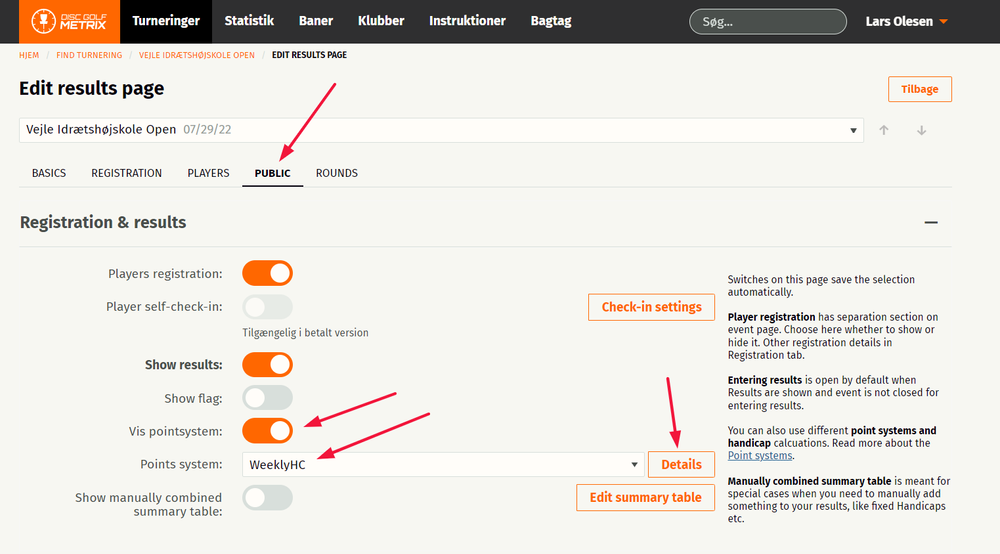 DISC GOLF
METRIX
Turneringer Statistik Baner Klubber Instruktioner Bagtag Søg... Lars Olesen
HJEM / FIND TURNERING / VEJLE IDRÆTSHØJSKOLE OPEN / EDIT RESULTS PAGE
Edit results page
Tilbage
Vejle Idrætshøjskole Open 07/29/22
BASICS REGISTRATION PLAYERS PUBLIC ROUNDS
Registration & results
Players registration:
Player self-check-in:
Check-in settings
Tilgængelig i betalt version
Show results:
Show flag:
Vis pointsystem:
Points system: WeeklyHC Details
Show manually combined
summary table:
Edit summary table
Switches on this page save the selection
automatically.
Player registration has separation section on
event page. Choose here whether to show or
hide it. Other registration details in
Registration tab.
Entering results is open by default when
Results are shown and event is not closed for
entering results.
You can also use different point systems and
handicap calcuations. Read more about the
Point systems.
Manually combined summary table is meant for
special cases when you need to manually add
something to your results, like fixed Handicaps
etc.